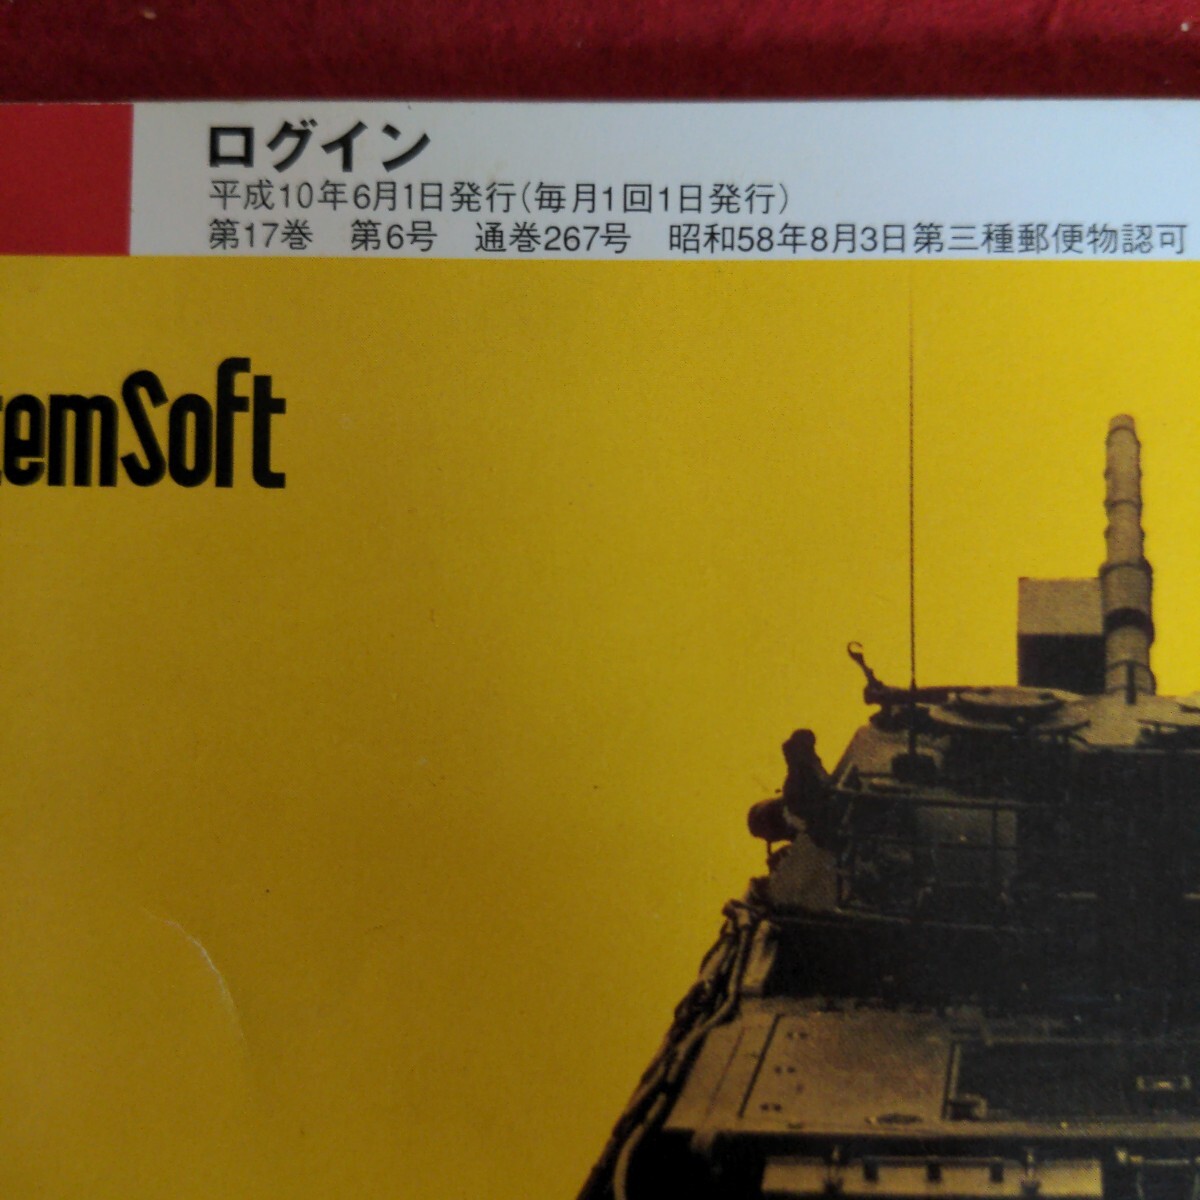 ログイン
平成10年6月1日発行(毎月1回1日発行)
第17巻 第6号 通巻267号 昭和58年8月3日第三種郵便物認可
temSoft